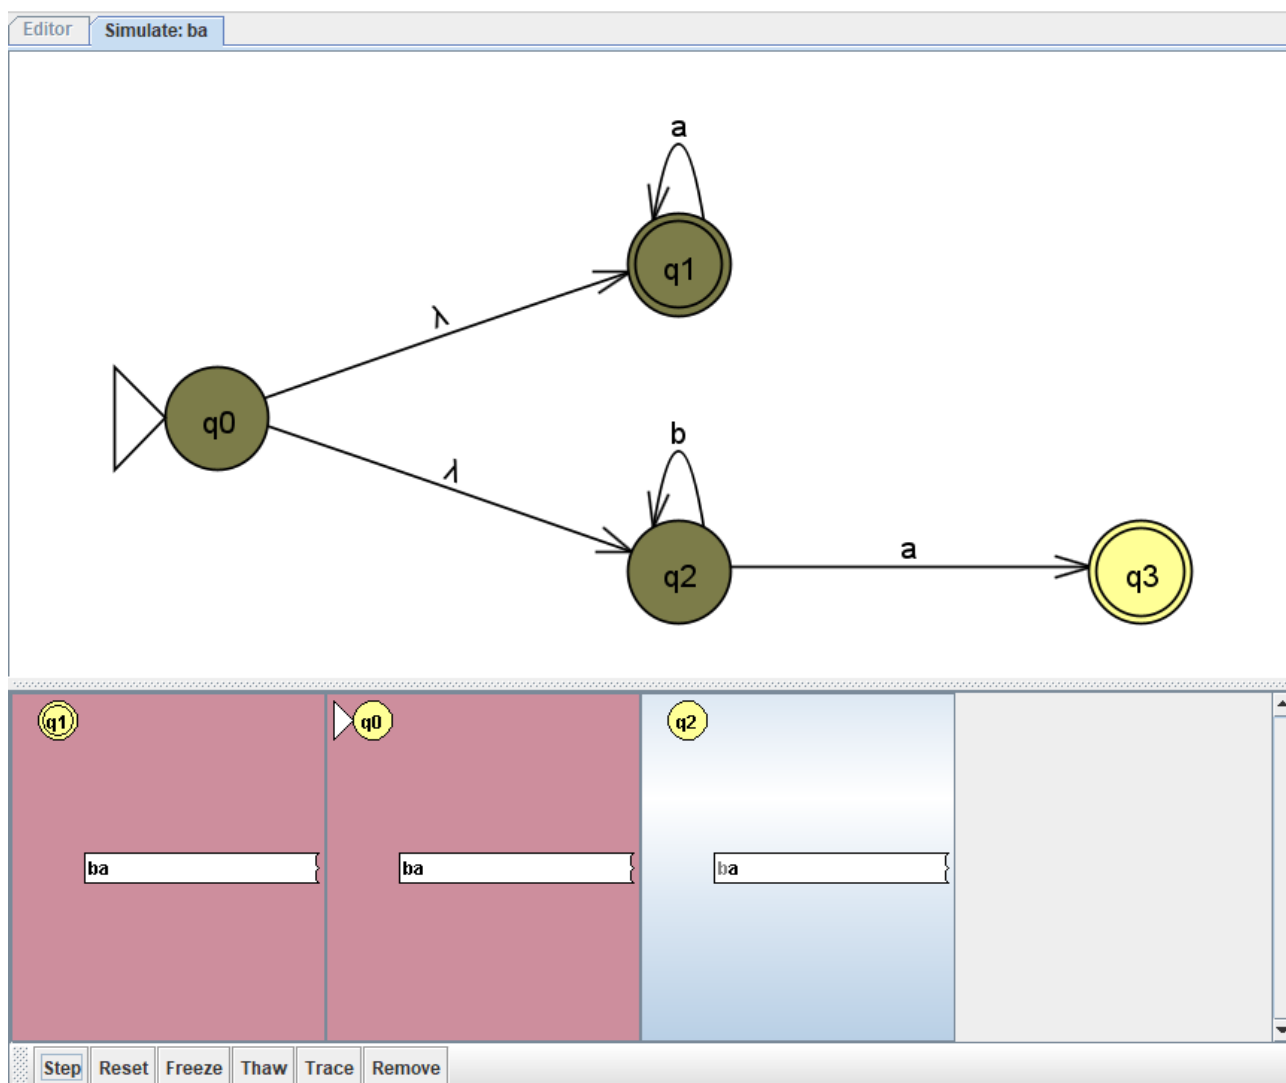 Editor Simulate: ba
a
q1
λ
q0
λ
b
q2
a
q3
q1 q0 q2
ba ba ba
Step Reset Freeze Thaw Trace Remove